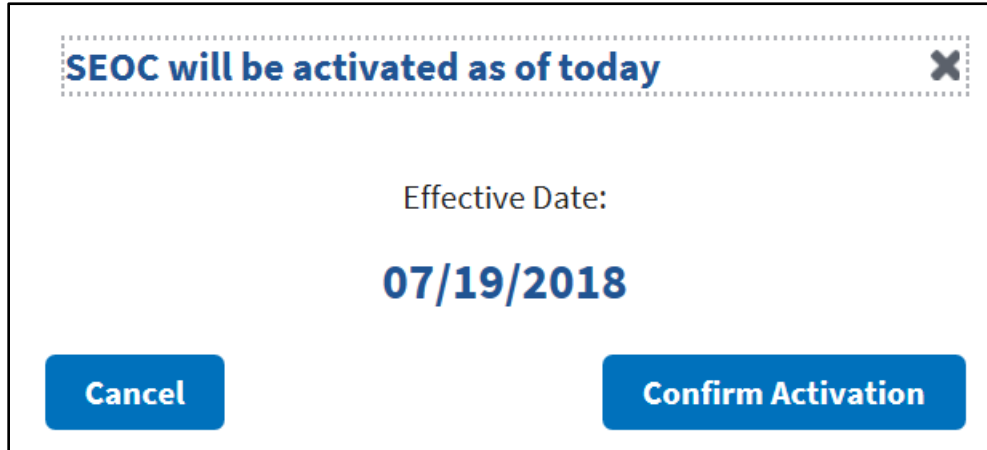 SEOC will be activated as of today
Effective Date:
07/19/2018
Cancel
Confirm Activation